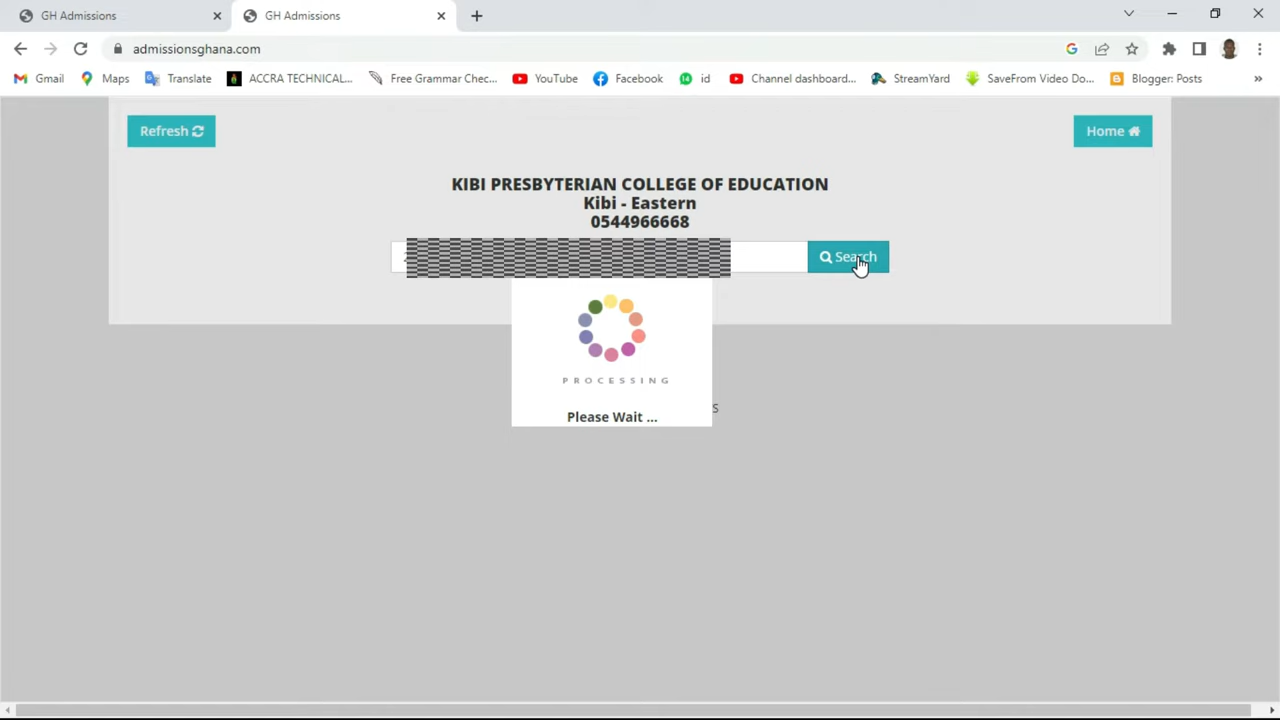 GH Admissions
GH Admissions
admissionsghana.com
Gmail
Maps
Translate
ACCRA TECHNICAL...
Free Grammar Chec...
YouTube
Facebook
id
Channel dashboard...
StreamYard
SaveFrom Video Do...
Blogger: Posts
»
Refresh
Home
KIBI PRESBYTERIAN COLLEGE OF EDUCATION
Kibi - Eastern
0544966668
Search
PROCESSING
Please Wait ...